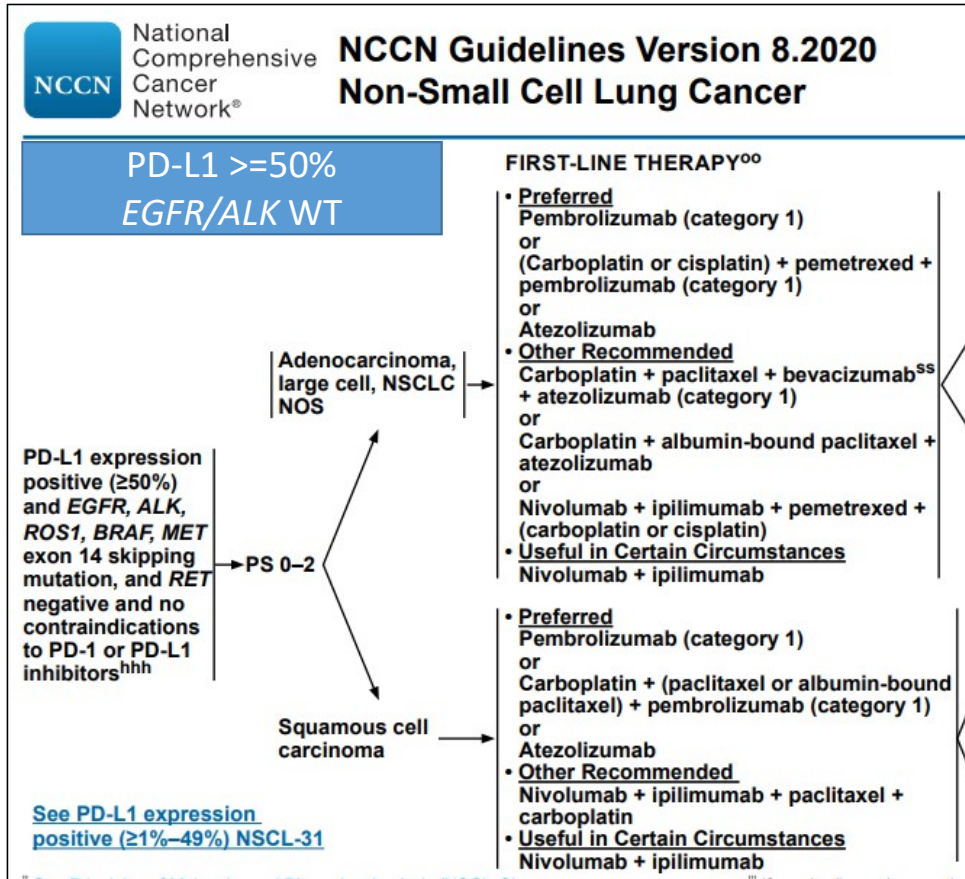 NCCN
National
Comprehensive
Cancer
Network®
NCCN Guidelines Version 8.2020
Non-Small Cell Lung Cancer
PD-L1 >=50%
EGFR/ALK WT
PD-L1 expression
positive (≥50%)
and EGFR, ALK,
ROS1, BRAF, MET
exon 14 skipping
mutation, and RET
negative and no
contraindications
to PD-1 or PD-L1
inhibitors^hhh
PS 0–2
Adenocarcinoma,
large cell, NSCLC
NOS
FIRST-LINE THERAPY^oo
• Preferred
Pembrolizumab (category 1)
or
(Carboplatin or cisplatin) + pemetrexed +
pembrolizumab (category 1)
or
Atezolizumab
• Other Recommended
Carboplatin + paclitaxel + bevacizumab^ss
+ atezolizumab (category 1)
or
Carboplatin + albumin-bound paclitaxel +
atezolizumab
or
Nivolumab + ipilimumab + pemetrexed +
(carboplatin or cisplatin)
• Useful in Certain Circumstances
Nivolumab + ipilimumab
Squamous cell
carcinoma
• Preferred
Pembrolizumab (category 1)
or
Carboplatin + (paclitaxel or albumin-bound
paclitaxel) + pembrolizumab (category 1)
or
Atezolizumab
• Other Recommended
Nivolumab + ipilimumab + paclitaxel +
carboplatin
• Useful in Certain Circumstances
Nivolumab + ipilimumab
See PD-L1 expression
positive (≥1%–49%) NSCL-31